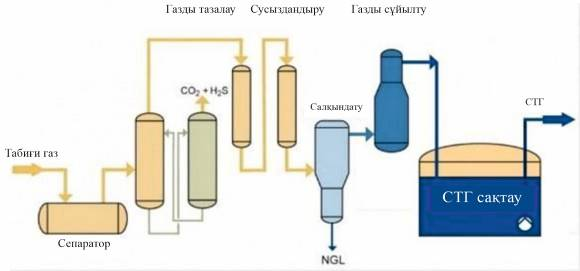 Газды тазалау Сусыздандыру Газды сұйылту
CO2 + H2S
СТГ
Салқындату
Табиғи газ
СТГ сақтау
Сепаратор
NGL